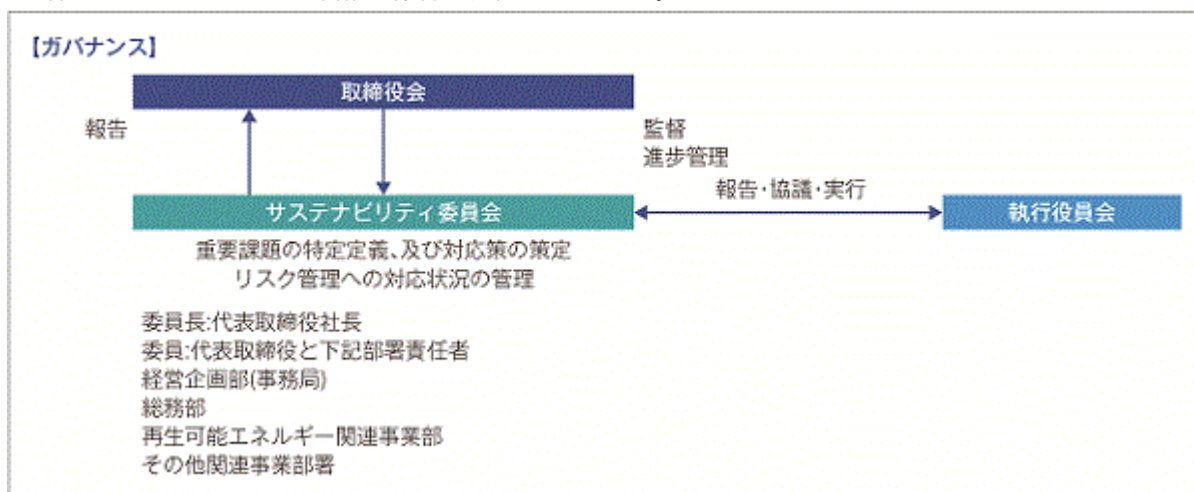 【ガバナンス】
取締役会
報告
監督
進歩管理
報告・協議・実行
サステナビリティ委員会
執行役員会
重要課題の特定定義、及び対応策の策定
リスク管理への対応状況の管理
委員長:代表取締役社長
委員:代表取締役と下記部署責任者
経営企画部(事務局)
総務部
再生可能エネルギー関連事業部
その他関連事業部署